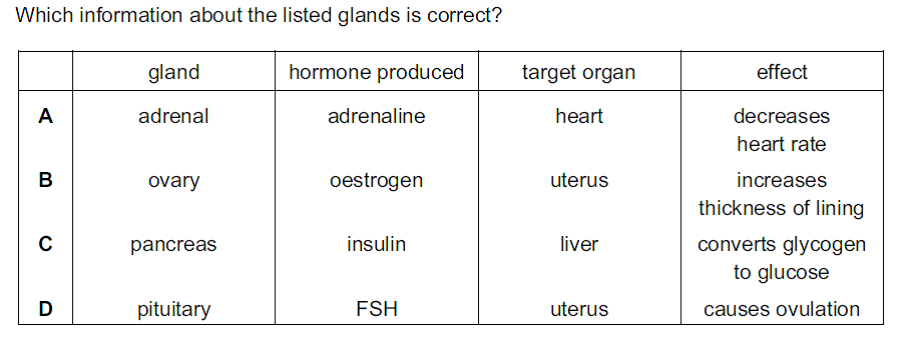 Which information about the listed glands is correct?
gland hormone produced target organ effect
A adrenal adrenaline heart decreases
heart rate
B ovary oestrogen uterus increases
thickness of lining
C pancreas insulin liver converts glycogen
to glucose
D pituitary FSH uterus causes ovulation